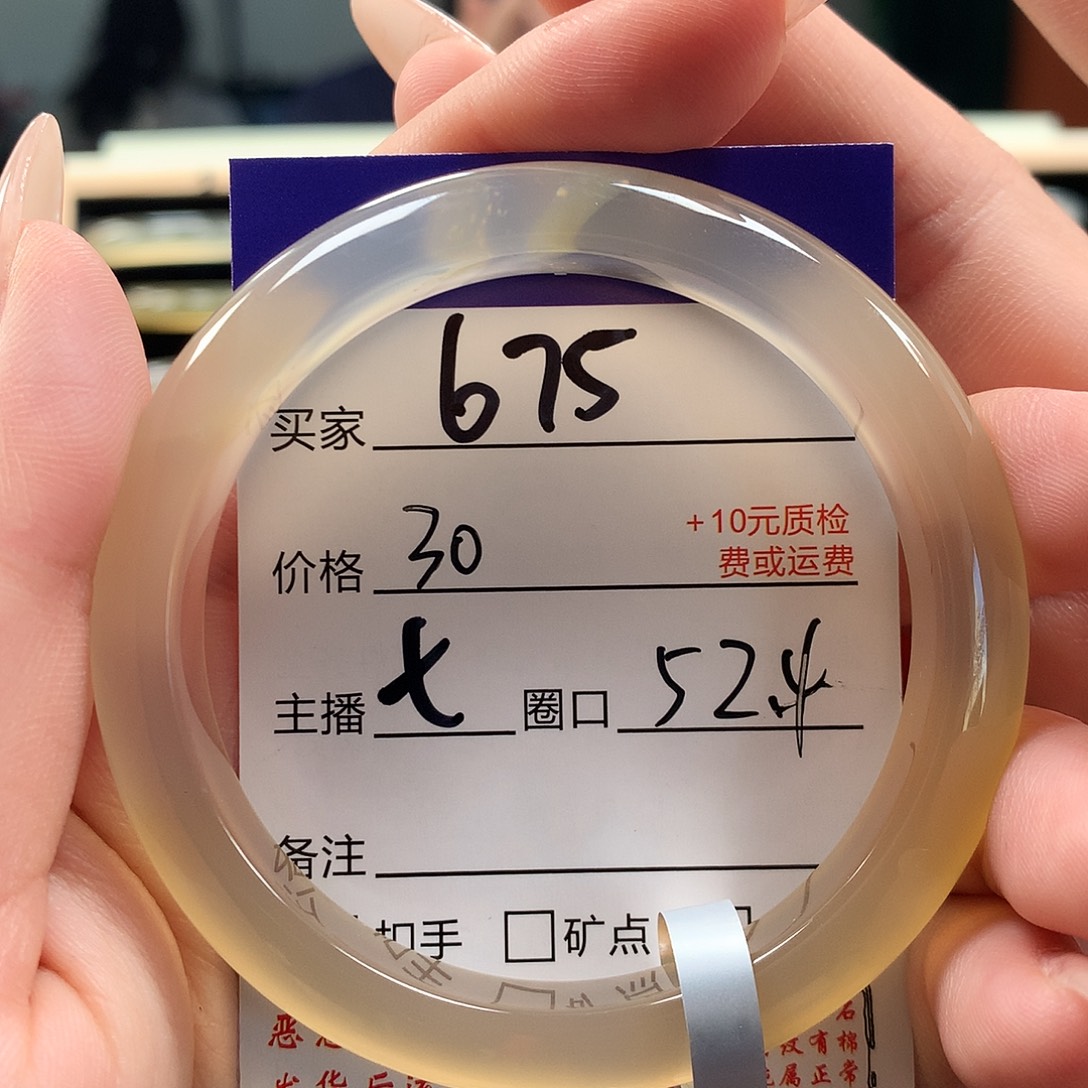 买家 675
价格 30 +10元质检
费或运费
主播 七 圈口 52.4
备注
扣手 □矿点